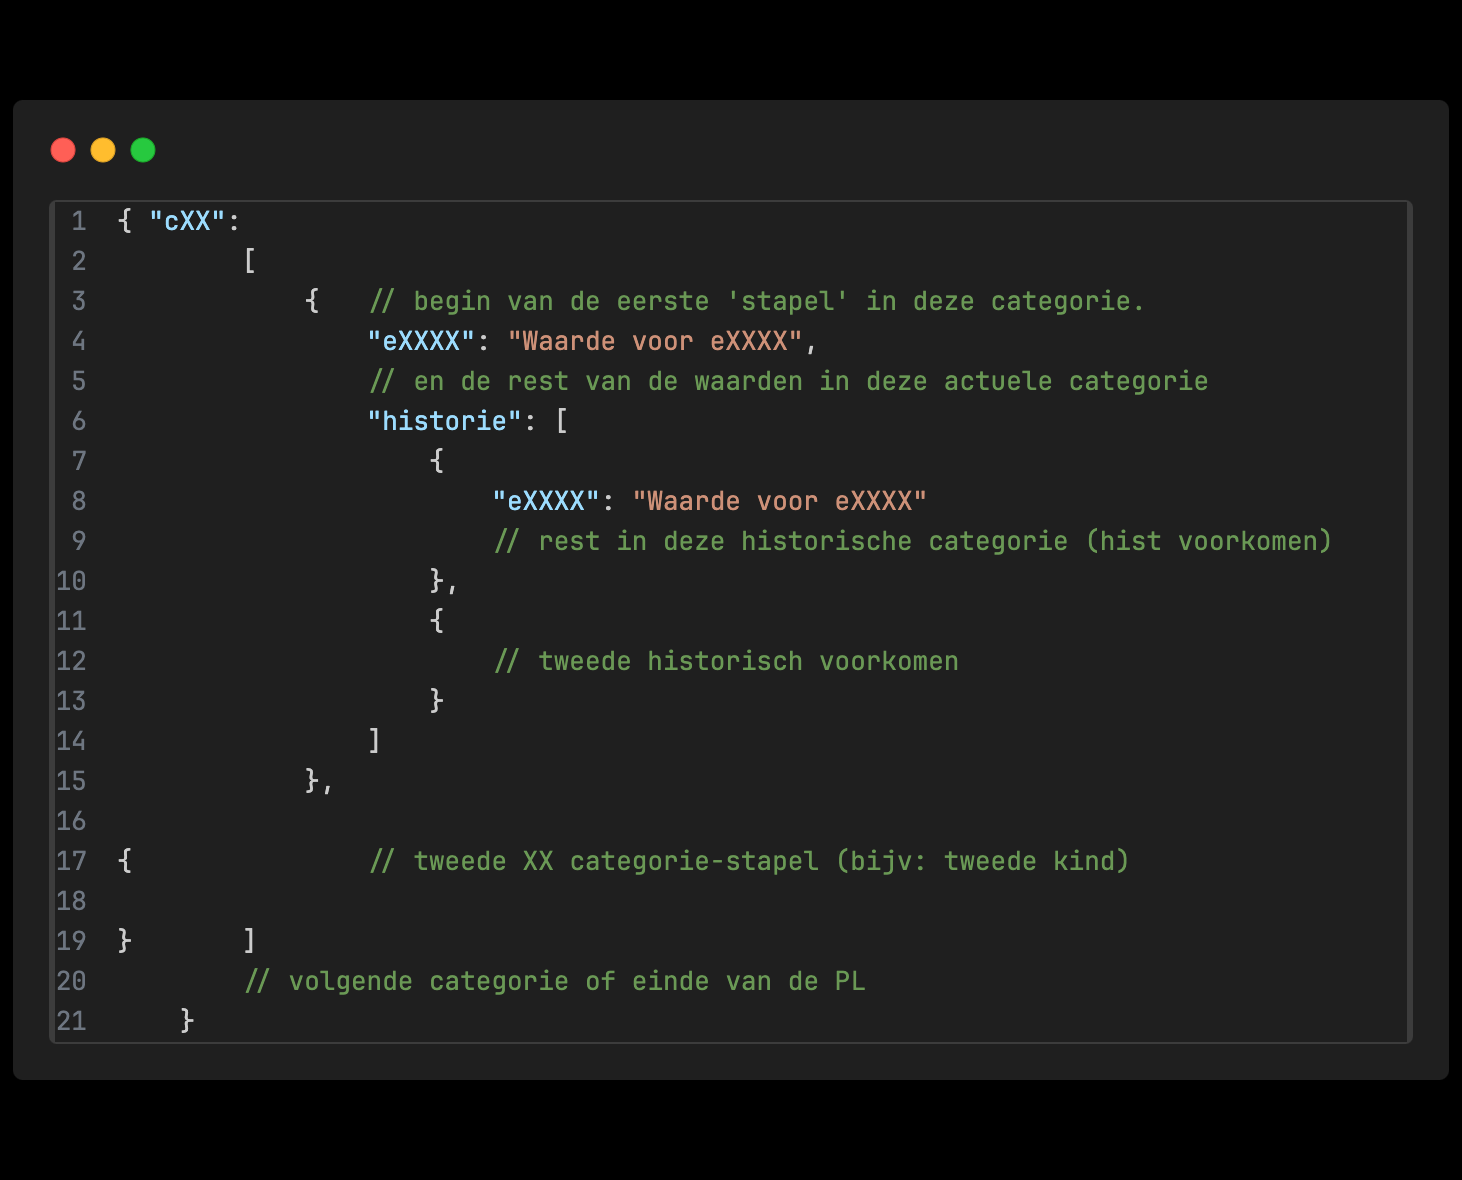 1 { "cXX":
2 [
3 { // begin van de eerste 'stapel' in deze categorie.
4 "eXXXX": "Waarde voor eXXXX",
5 // en de rest van de waarden in deze actuele categorie
6 "historie": [
7 {
8 "eXXXX": "Waarde voor eXXXX"
9 // rest in deze historische categorie (hist voorkomen)
10 },
11 {
12 // tweede historisch voorkomen
13 }
14 ]
15 },
16
17 { // tweede XX categorie-stapel (bijv: tweede kind)
18
19 } ]
20 // volgende categorie of einde van de PL
21 }